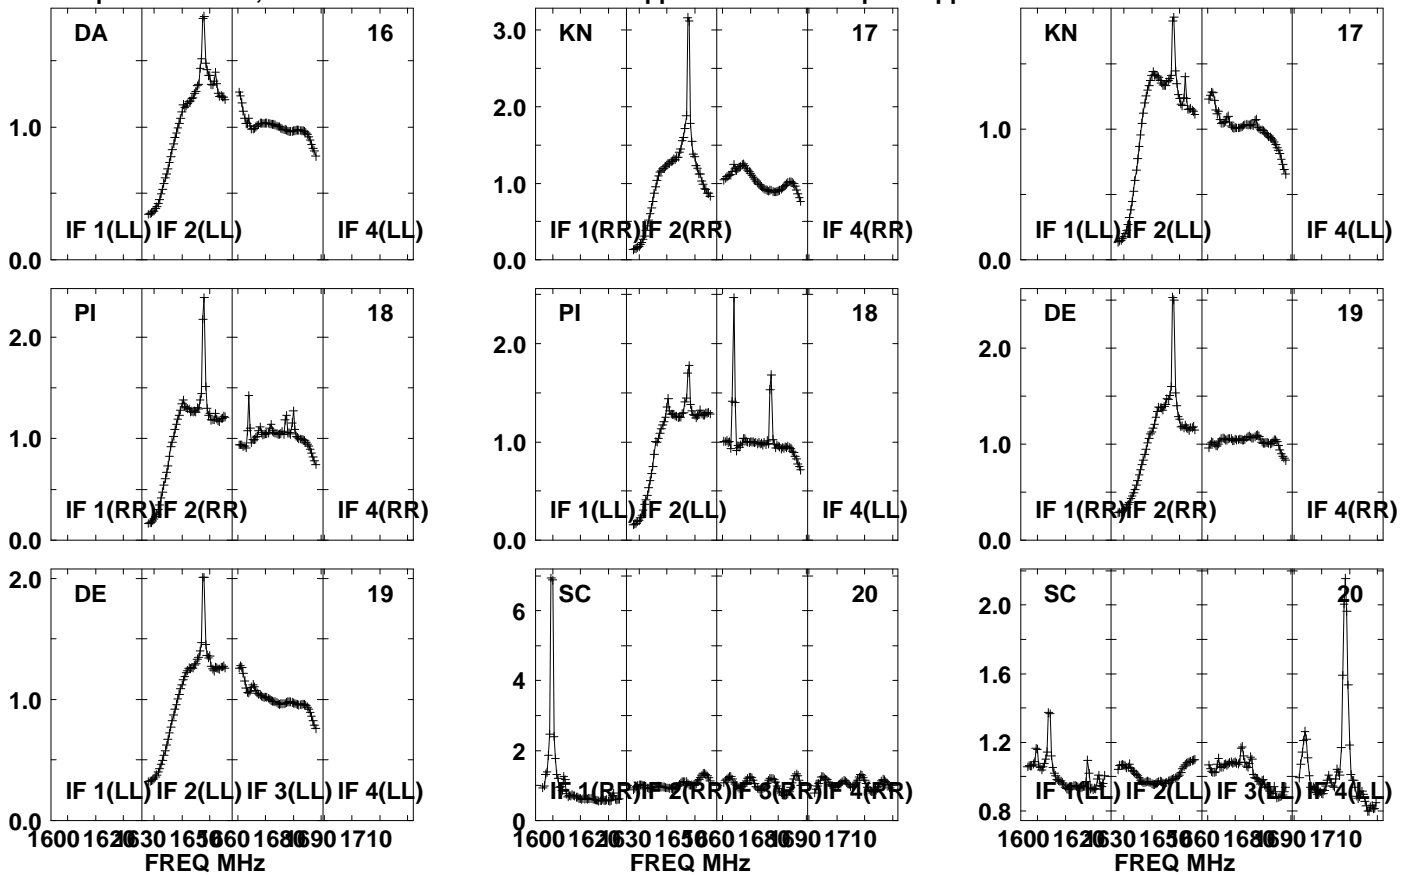 DA 16
1.0
0.0
IF 1(LL) IF 2(LL) IF 4(LL)
KN 17
3.0
2.0
1.0
0.0
IF 1(RR) IF 2(RR) IF 4(RR)
KN 17
1.0
0.0
IF 1(LL) IF 2(LL) IF 4(LL)
PI 18
2.0
1.0
0.0
IF 1(RR) IF 2(RR) IF 4(RR)
PI 18
2.0
1.0
0.0
IF 1(LL) IF 2(LL) IF 4(LL)
DE 19
2.0
1.0
0.0
IF 1(RR) IF 2(RR) IF 4(RR)
DE 19
2.0
1.0
0.0
IF 1(LL) IF 2(LL) IF 3(LL) IF 4(LL)
1600 1620 1630 1650 1660 1680 1690 1710
FREQ MHz
SC 20
6
4
2
0
IF 1(RR) IF 2(RR) IF 3(RR) IF 4(RR)
1600 1620 1630 1650 1660 1680 1690 1710
FREQ MHz
SC 20
2.0
1.6
1.2
0.8
IF 1(LL) IF 2(LL) IF 3(LL) IF 4(LL)
1600 1620 1630 1650 1660 1680 1690 1710
FREQ MHz